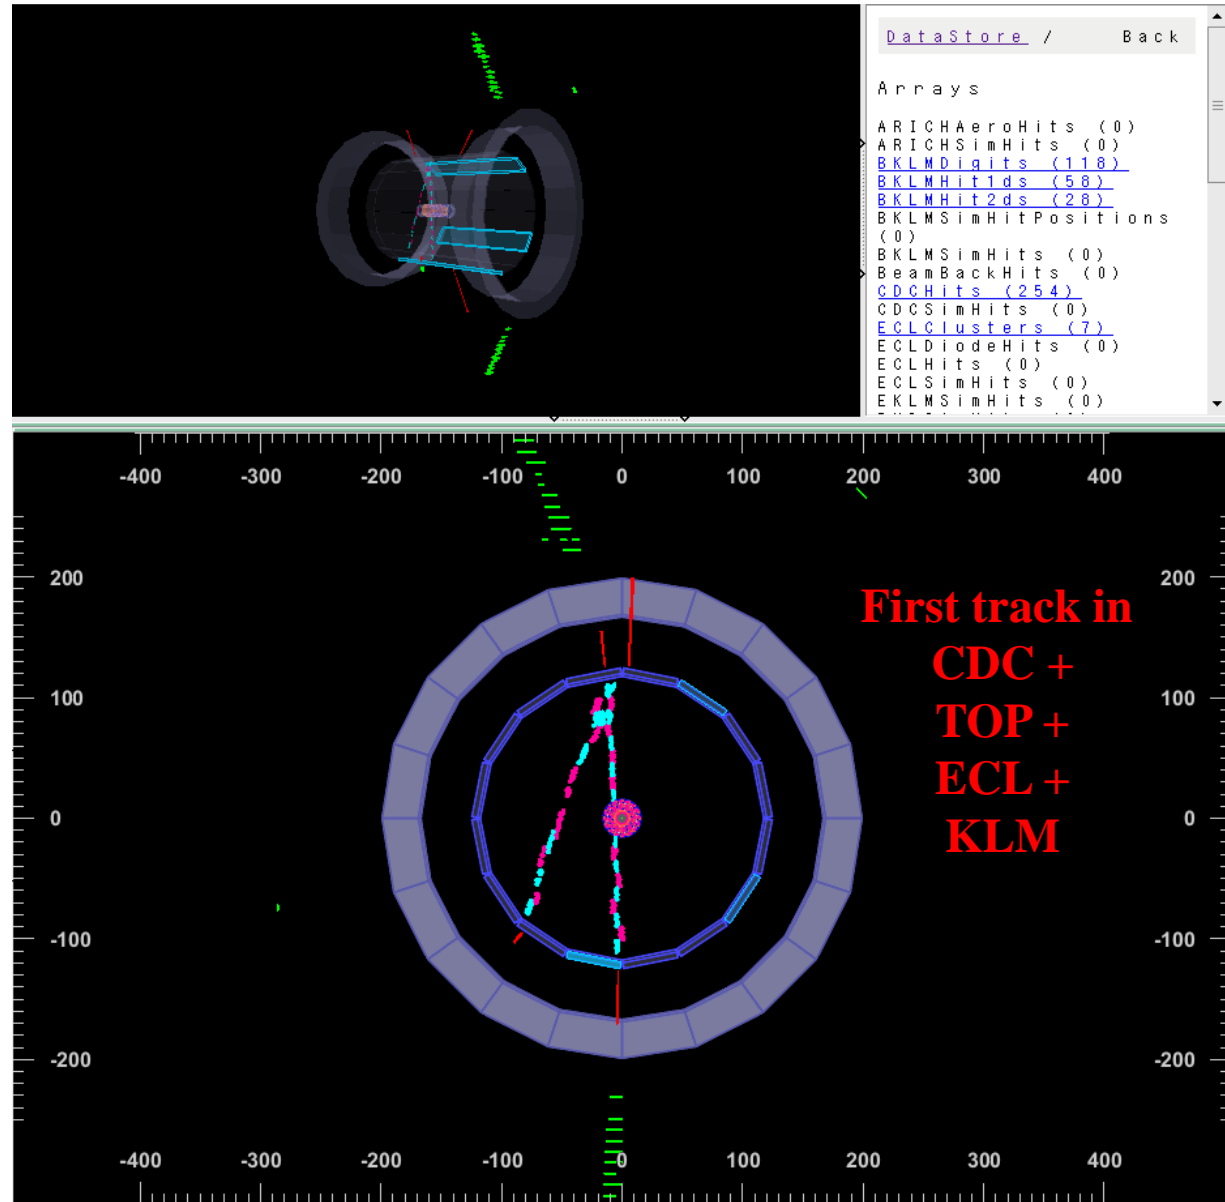 DataStore / Back
Arrays
ARICHAeroHits (0)
ARICHSimHits (0)
BKLMDigits (118)
BKLMHit1ds (58)
BKLMHit2ds (28)
BKLMSimHitPositions
(0)
BKLMSimHits (0)
BeamBackHits (0)
CDCHits (254)
CDCSimHits (0)
ECLClusters (7)
ECLDiodeHits (0)
ECLHits (0)
ECLSimHits (0)
EKLMSimHits (0)
-400 -300 -200 -100 0 100 200 300 400
200 200
First track in
CDC +
TOP +
ECL +
KLM
100 100
0 0
-100 -100
-200 -200
-400 -300 -200 -100 0 100 200 300 400